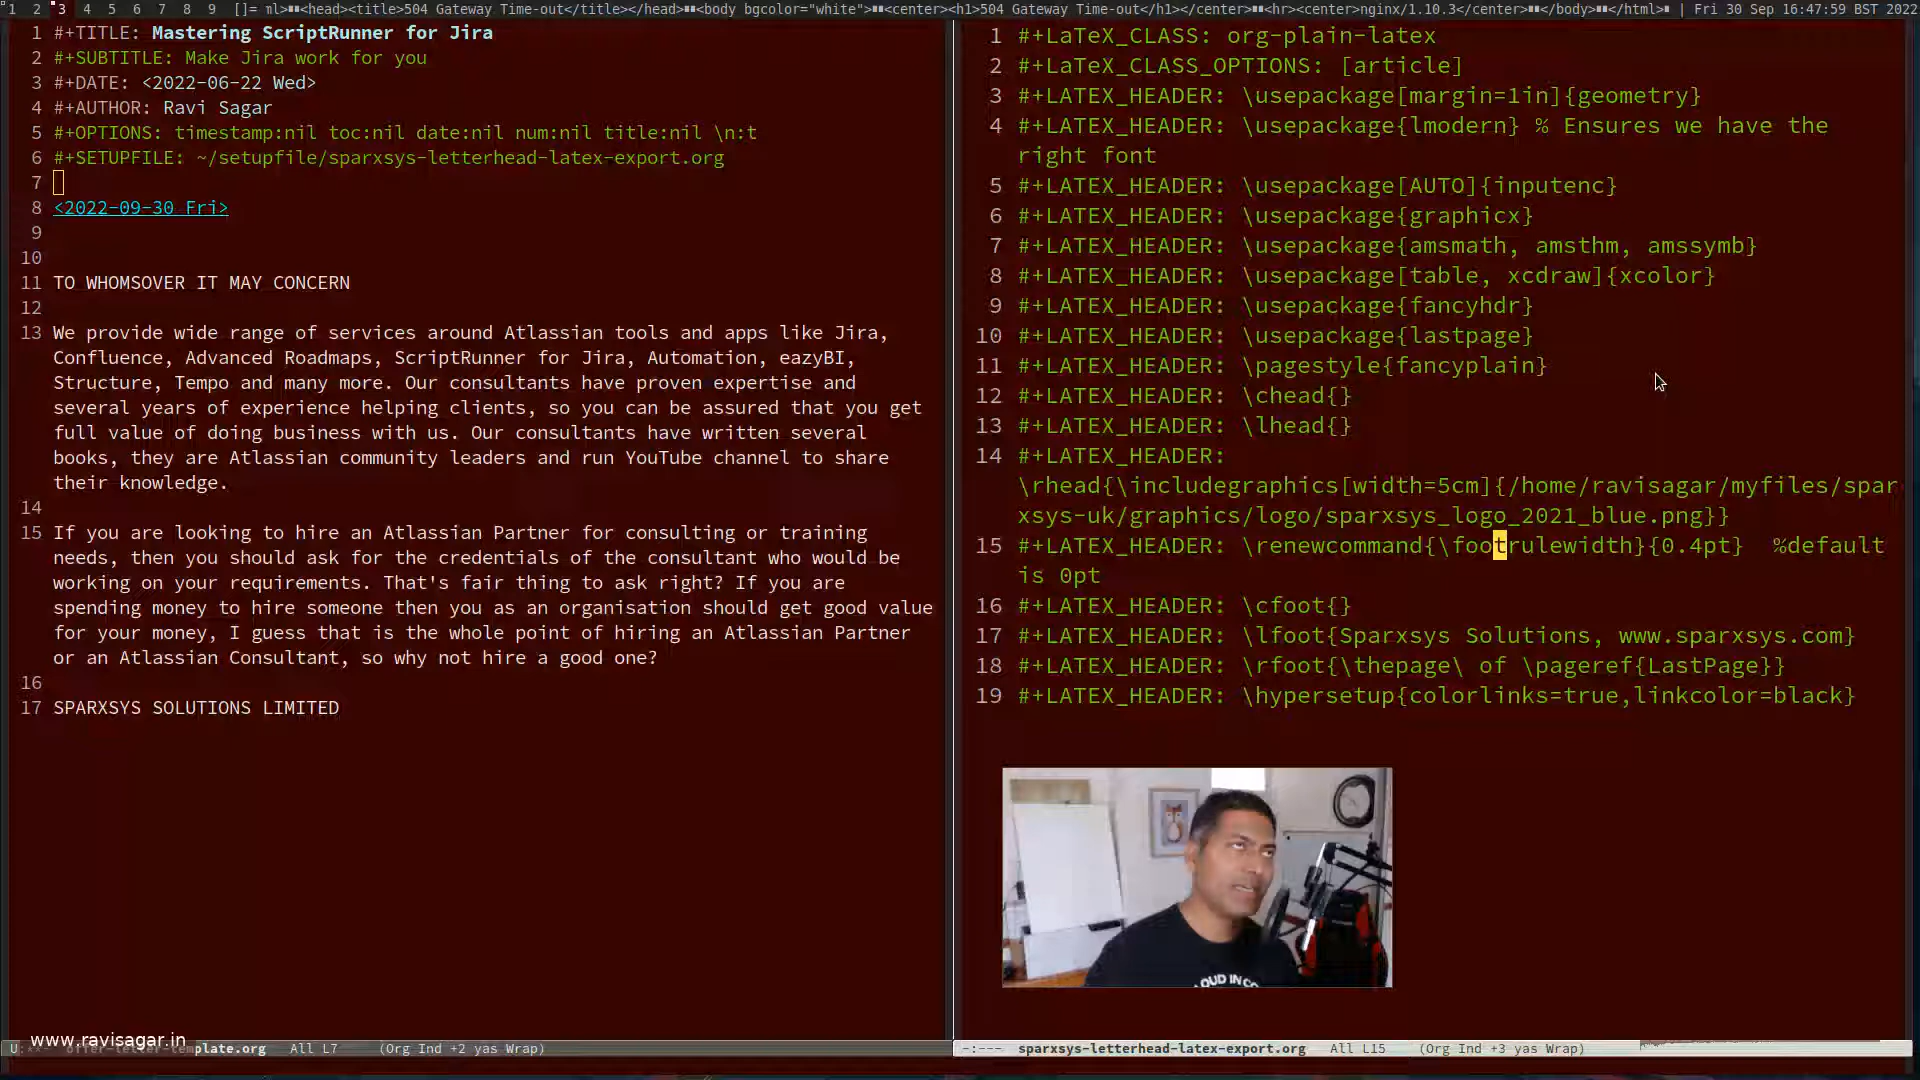 1 2 3 4 5 6 7 8 9 []= ml><head><title>504 Gateway Time-out</title></head><body bgcolor="white"><center><h1>504 Gateway Time-out</h1></center><hr><center>nginx/1.10.3</center></body></html> | Fri 30 Sep 16:47:59 BST 2022
1 #+TITLE: Mastering ScriptRunner for Jira
2 #+SUBTITLE: Make Jira work for you
3 #+DATE: <2022-06-22 Wed>
4 #+AUTHOR: Ravi Sagar
5 #+OPTIONS: timestamp:nil toc:nil date:nil num:nil title:nil \n:t
6 #+SETUPFILE: ~/setupfile/sparxsys-letterhead-latex-export.org
7
8 <2022-09-30 Fri>
9
10
11 TO WHOMSOVER IT MAY CONCERN
12
13 We provide wide range of services around Atlassian tools and apps like Jira,
Confluence, Advanced Roadmaps, ScriptRunner for Jira, Automation, eazyBI,
Structure, Tempo and many more. Our consultants have proven expertise and
several years of experience helping clients, so you can be assured that you get
full value of doing business with us. Our consultants have written several
books, they are Atlassian community leaders and run YouTube channel to share
their knowledge.
14
15 If you are looking to hire an Atlassian Partner for consulting or training
needs, then you should ask for the credentials of the consultant who would be
working on your requirements. That's fair thing to ask right? If you are
spending money to hire someone then you as an organisation should get good value
for your money, I guess that is the whole point of hiring an Atlassian Partner
or an Atlassian Consultant, so why not hire a good one?
16
17 SPARXSYS SOLUTIONS LIMITED
www.ravisagar.in
offer-letter-template.org All L7 (Org Ind +2 yas Wrap)
1 #+LaTeX_CLASS: org-plain-latex
2 #+LaTeX_CLASS_OPTIONS: [article]
3 #+LATEX_HEADER: \usepackage[margin=1in]{geometry}
4 #+LATEX_HEADER: \usepackage{lmodern} % Ensures we have the
right font
5 #+LATEX_HEADER: \usepackage[AUTO]{inputenc}
6 #+LATEX_HEADER: \usepackage{graphicx}
7 #+LATEX_HEADER: \usepackage{amsmath, amsthm, amssymb}
8 #+LATEX_HEADER: \usepackage[table, xcdraw]{xcolor}
9 #+LATEX_HEADER: \usepackage{fancyhdr}
10 #+LATEX_HEADER: \usepackage{lastpage}
11 #+LATEX_HEADER: \pagestyle{fancyplain}
12 #+LATEX_HEADER: \chead{}
13 #+LATEX_HEADER: \lhead{}
14 #+LATEX_HEADER:
\rhead{\includegraphics[width=5cm]{/home/ravisagar/myfiles/spar
xsys-uk/graphics/logo/sparxsys_logo_2021_blue.png}}
15 #+LATEX_HEADER: \renewcommand{\footrulewidth}{0.4pt} %default
is 0pt
16 #+LATEX_HEADER: \cfoot{}
17 #+LATEX_HEADER: \lfoot{Sparxsys Solutions, www.sparxsys.com}
18 #+LATEX_HEADER: \rfoot{\thepage\ of \pageref{LastPage}}
19 #+LATEX_HEADER: \hypersetup{colorlinks=true,linkcolor=black}
OUD IN CO
-:--- sparxsys-letterhead-latex-export.org All L15 (Org Ind +3 yas Wrap)